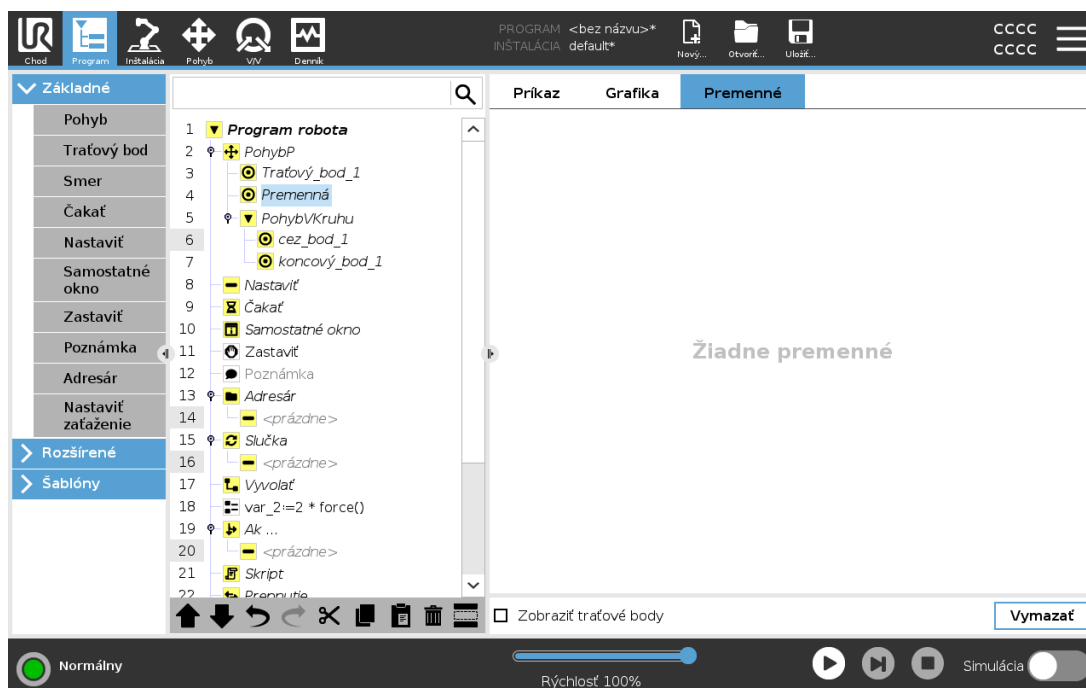 PROGRAM <bez názvu>*
INŠTALÁCIA default*
CCCC
CCCC
Chod
Program
Inštalácia
Pohyb
V/V
Denník
Nový...
Otvoriť...
Uložiť...
Základné
Pohyb
Traťový bod
Smer
Čakať
Nastaviť
Samostatné
okno
Zastaviť
Poznámka
Adresár
Nastaviť
zaťaženie
Rozšírené
Šablóny
1 Program robota
2 PohybP
3 Traťový_bod_1
4 Premenná
5 PohybVKruhu
6 cez_bod_1
7 koncový_bod_1
8 Nastaviť
9 Čakať
10 Samostatné okno
11 Zastaviť
12 Poznámka
13 Adresár
14 <prázdne>
15 Slučka
16 <prázdne>
17 Vyvolať
18 var_2:=2 * force()
19 Ak ...
20 <prázdne>
21 Skript
22 Prepnutie
Príkaz
Grafika
Premenné
Žiadne premenné
Zobraziť traťové body
Vymazať
Normálny
Rýchlosť 100%
Simulácia